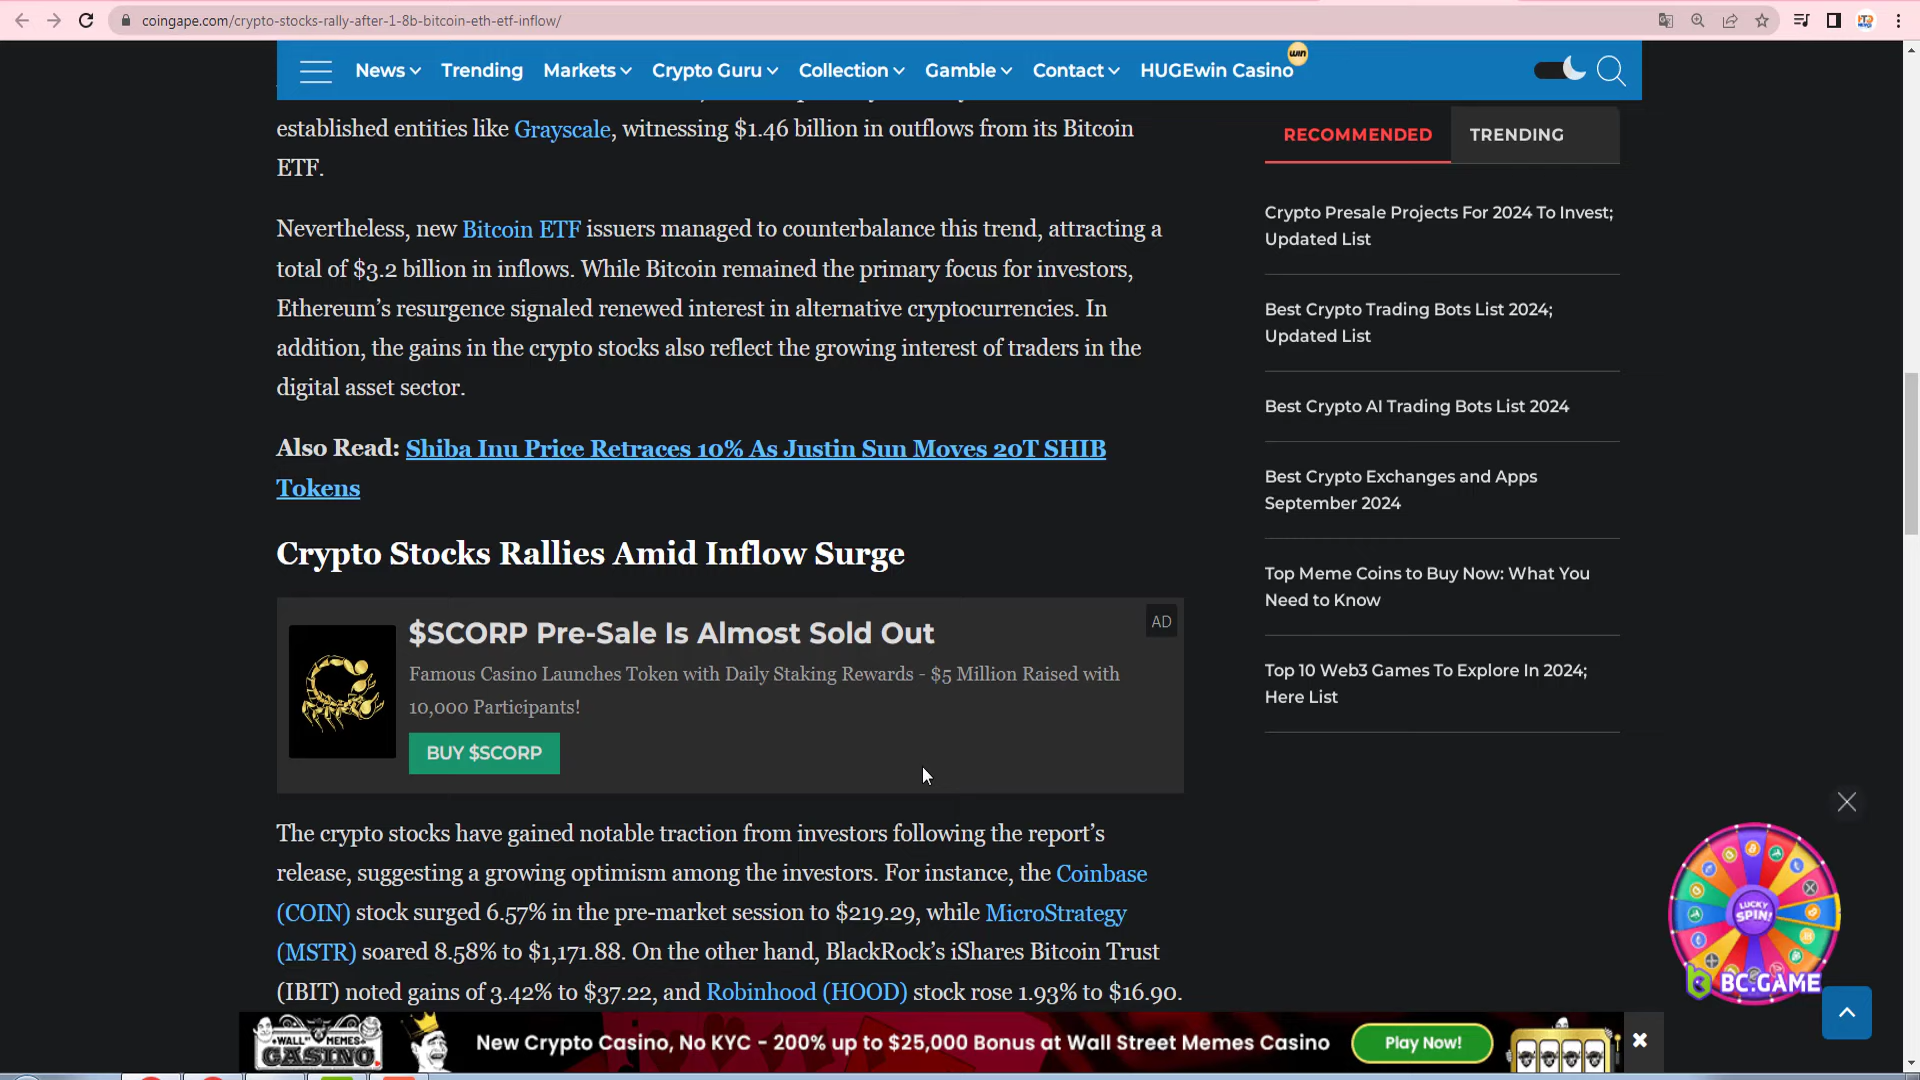 coingape.com/crypto-stocks-rally-after-1-8b-bitcoin-eth-etf-inflow/
News
Trending
Markets
Crypto Guru
Collection
Gamble
Contact
HUGEwin Casino
win
established entities like Grayscale, witnessing $1.46 billion in outflows from its Bitcoin
ETF.
Nevertheless, new Bitcoin ETF issuers managed to counterbalance this trend, attracting a
total of $3.2 billion in inflows. While Bitcoin remained the primary focus for investors,
Ethereum’s resurgence signaled renewed interest in alternative cryptocurrencies. In
addition, the gains in the crypto stocks also reflect the growing interest of traders in the
digital asset sector.
Also Read: Shiba Inu Price Retraces 10% As Justin Sun Moves 20T SHIB
Tokens
Crypto Stocks Rallies Amid Inflow Surge
$SCORP Pre-Sale Is Almost Sold Out
AD
Famous Casino Launches Token with Daily Staking Rewards - $5 Million Raised with
10,000 Participants!
BUY $SCORP
The crypto stocks have gained notable traction from investors following the report’s
release, suggesting a growing optimism among the investors. For instance, the Coinbase
(COIN) stock surged 6.57% in the pre-market session to $219.29, while MicroStrategy
(MSTR) soared 8.58% to $1,171.88. On the other hand, BlackRock’s iShares Bitcoin Trust
(IBIT) noted gains of 3.42% to $37.22, and Robinhood (HOOD) stock rose 1.93% to $16.90.
RECOMMENDED
TRENDING
Crypto Presale Projects For 2024 To Invest;
Updated List
Best Crypto Trading Bots List 2024;
Updated List
Best Crypto AI Trading Bots List 2024
Best Crypto Exchanges and Apps
September 2024
Top Meme Coins to Buy Now: What You
Need to Know
Top 10 Web3 Games To Explore In 2024;
Here List
LUCKY
SPIN!
BC.GAME
WALL ST MEMES
CASINO
New Crypto Casino, No KYC - 200% up to $25,000 Bonus at Wall Street Memes Casino
Play Now!